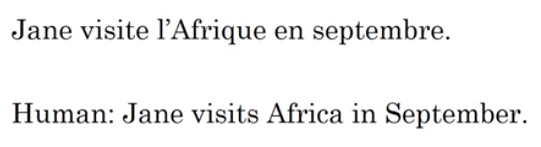 Jane visite l’Afrique en septembre.
Human: Jane visits Africa in September.